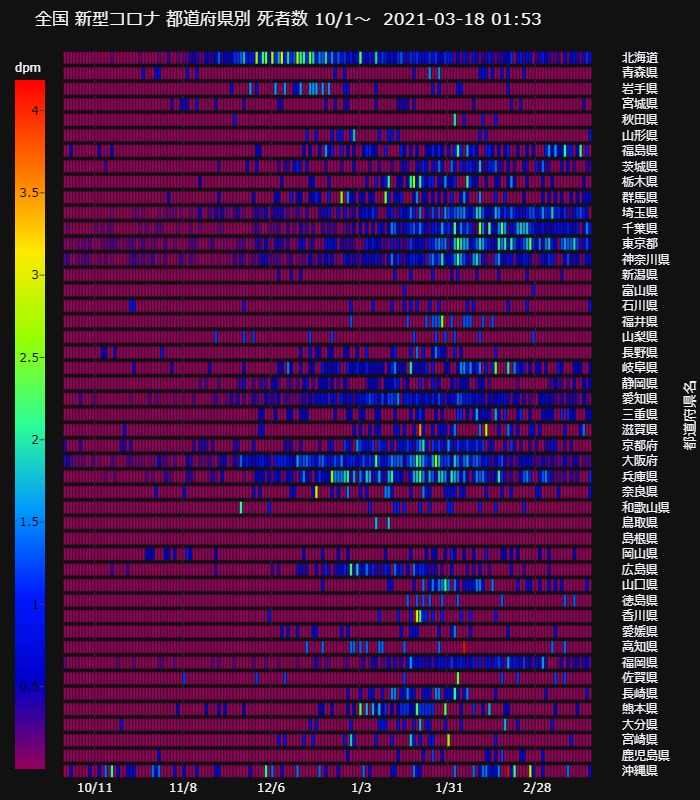 全国 新型コロナ 都道府県別 死者数 10/1～ 2021-03-18 01:53
dpm
4
3.5
3
2.5
2
1.5
1
0.5
北海道
青森県
岩手県
宮城県
秋田県
山形県
福島県
茨城県
栃木県
群馬県
埼玉県
千葉県
東京都
神奈川県
新潟県
富山県
石川県
福井県
山梨県
長野県
岐阜県
静岡県
愛知県
三重県
滋賀県
京都府
大阪府
兵庫県
奈良県
和歌山県
鳥取県
島根県
岡山県
広島県
山口県
徳島県
香川県
愛媛県
高知県
福岡県
佐賀県
長崎県
熊本県
大分県
宮崎県
鹿児島県
沖縄県
都道府県名
10/11 11/8 12/6 1/3 1/31 2/28